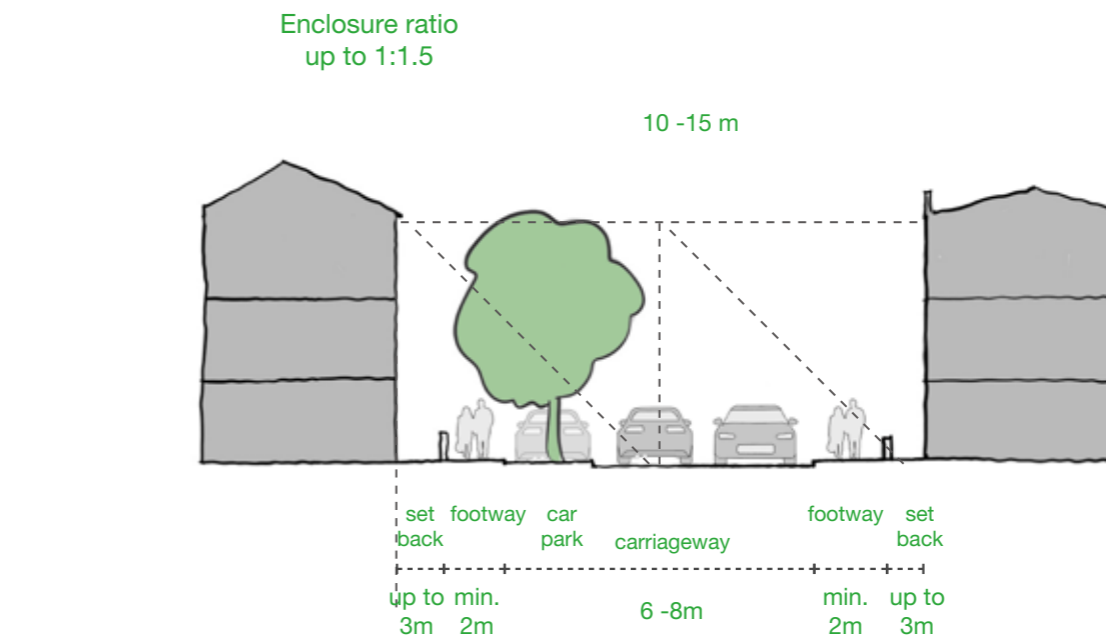 Enclosure ratio
up to 1:1.5
10 -15 m
set
back
footway
car
park
carriageway
footway
set
back
up to
3m
min.
2m
6 -8m
min.
2m
up to
3m